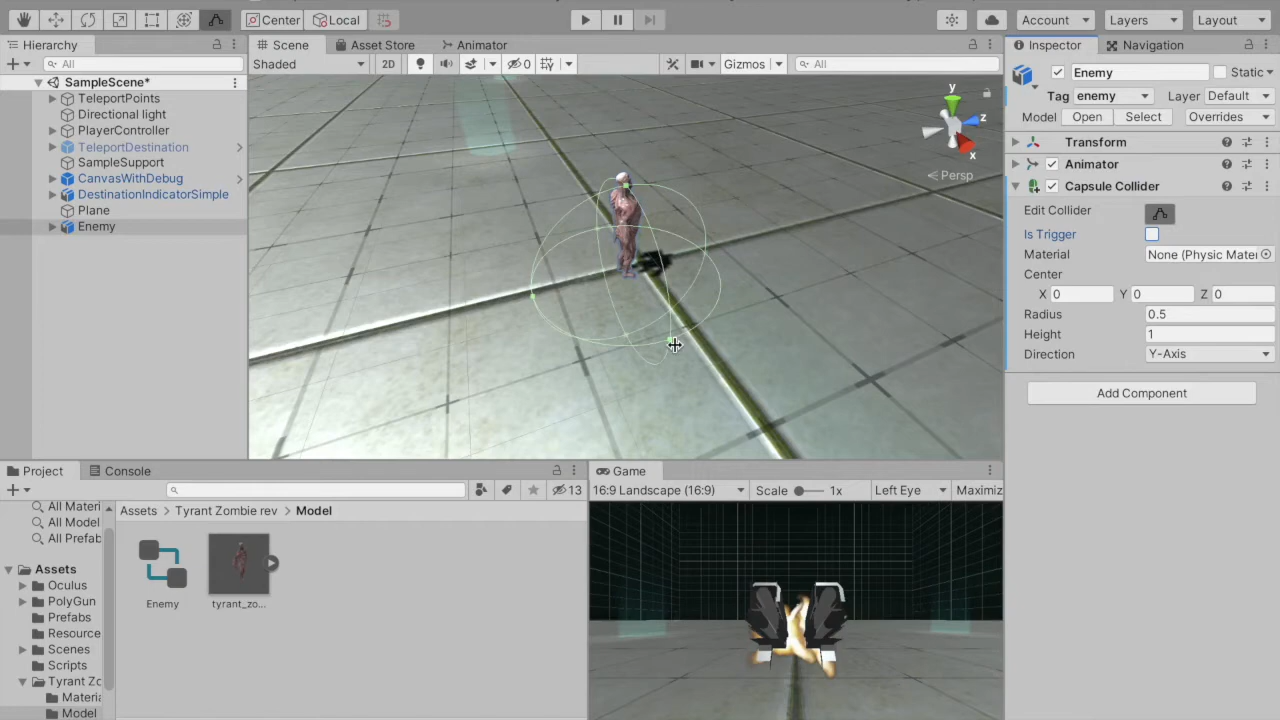 Center
Local
Account
Layers
Layout
Hierarchy
All
SampleScene*
TeleportPoints
Directional light
PlayerController
TeleportDestination
SampleSupport
CanvasWithDebug
DestinationIndicatorSimple
Plane
Enemy
Scene
Asset Store
Animator
Shaded
2D
0
Gizmos
All
y
z
x
Persp
Inspector
Navigation
Enemy
Static
Tag enemy Layer Default
Model Open Select Overrides
Transform
Animator
Capsule Collider
Edit Collider
Is Trigger
Material None (Physic Mater
Center
X 0 Y 0 Z 0
Radius 0.5
Height 1
Direction Y-Axis
Add Component
Project
Console
13
All Materi
All Model
All Prefab
Assets
Oculus
PolyGun
Prefabs
Resource
Scenes
Scripts
Tyrant Zo
Materia
Model
Assets > Tyrant Zombie rev > Model
Enemy
tyrant_zo...
Game
16:9 Landscape (16:9) Scale 1x Left Eye Maximiz